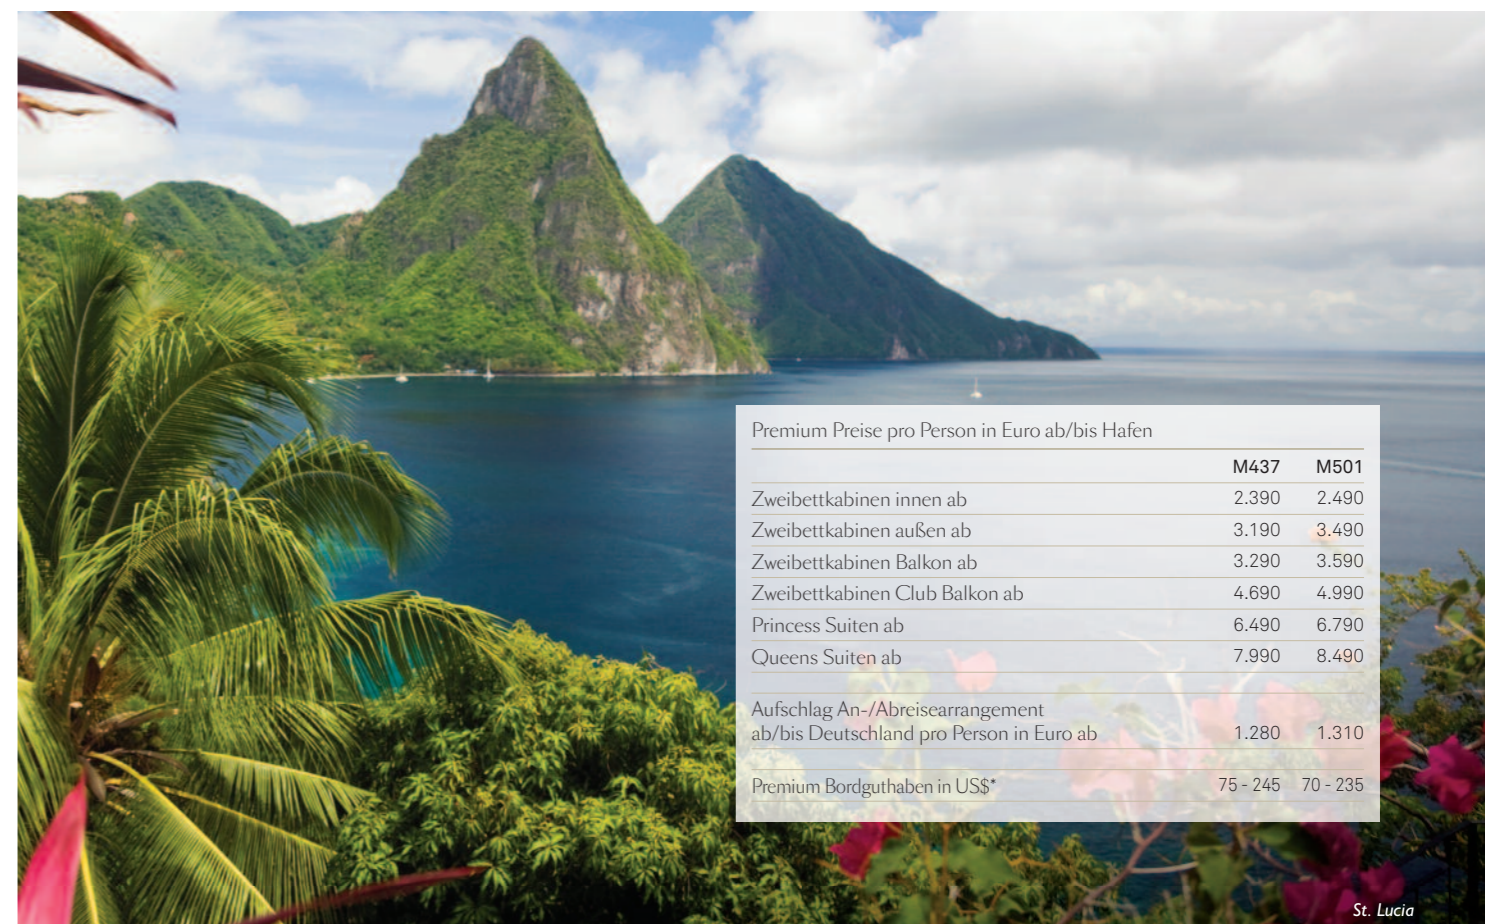 Premium Preise pro Person in Euro ab/bis Hafen
M437 M501
Zweibettkabinen innen ab 2.390 2.490
Zweibettkabinen außen ab 3.190 3.490
Zweibettkabinen Balkon ab 3.290 3.590
Zweibettkabinen Club Balkon ab 4.690 4.990
Princess Suiten ab 6.490 6.790
Queens Suiten ab 7.990 8.490
Aufschlag An-/Abreisearrangement
ab/bis Deutschland pro Person in Euro ab 1.280 1.310
Premium Bordguthaben in US$* 75 - 245 70 - 235
St. Lucia